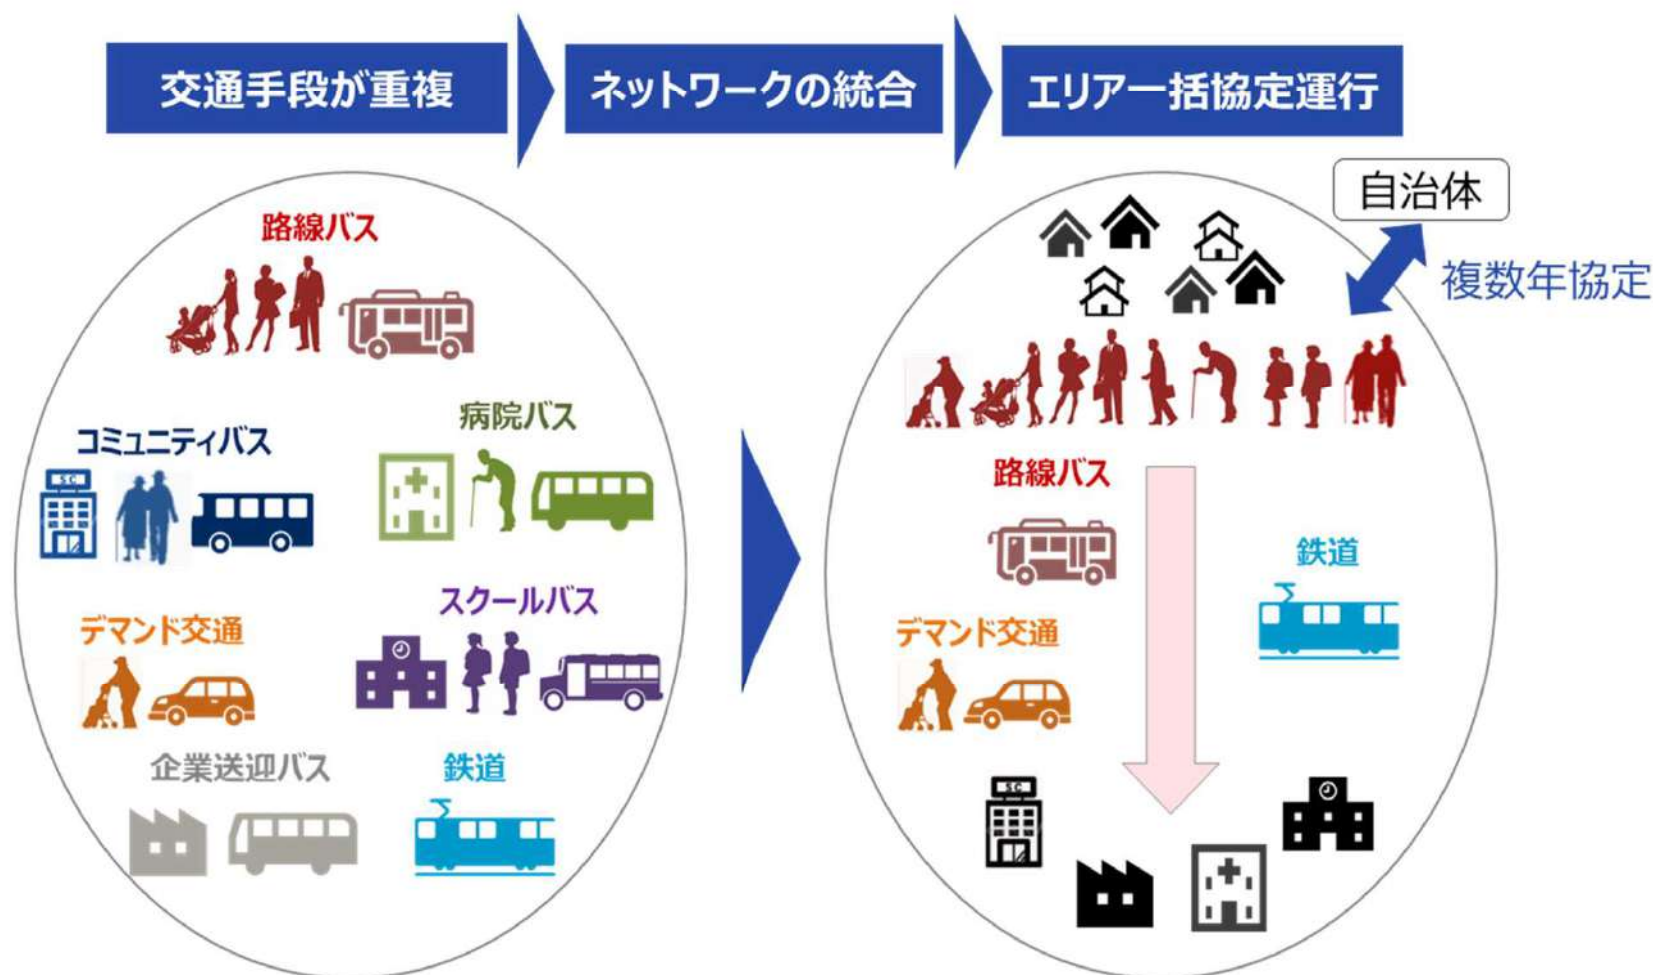 交通手段が重複
ネットワークの統合
エリア一括協定運行
路線バス
コミュニティバス
SC
病院バス
デマンド交通
スクールバス
企業送迎バス
鉄道
自治体
複数年協定
路線バス
鉄道
デマンド交通
SC